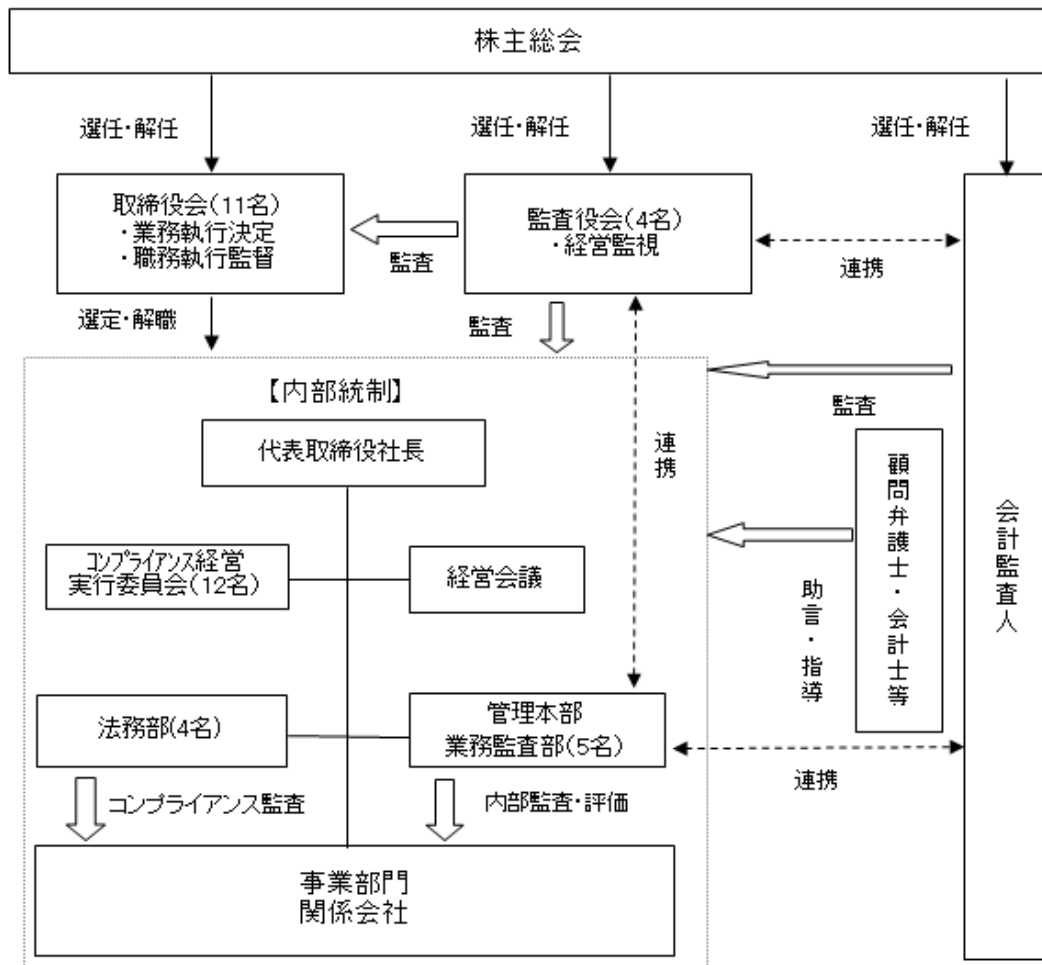 株主総会
選任・解任
選任・解任
選任・解任
取締役会(11名)
・業務執行決定
・職務執行監督
監査
監査役会(4名)
・経営監視
連携
選定・解職
監査
【内部統制】
監査
代表取締役社長
連携
顧問弁護士・会計士等
会計監査人
コンプライアンス経営
実行委員会(12名)
経営会議
助言・指導
法務部(4名)
管理本部
業務監査部(5名)
連携
コンプライアンス監査
内部監査・評価
事業部門
関係会社